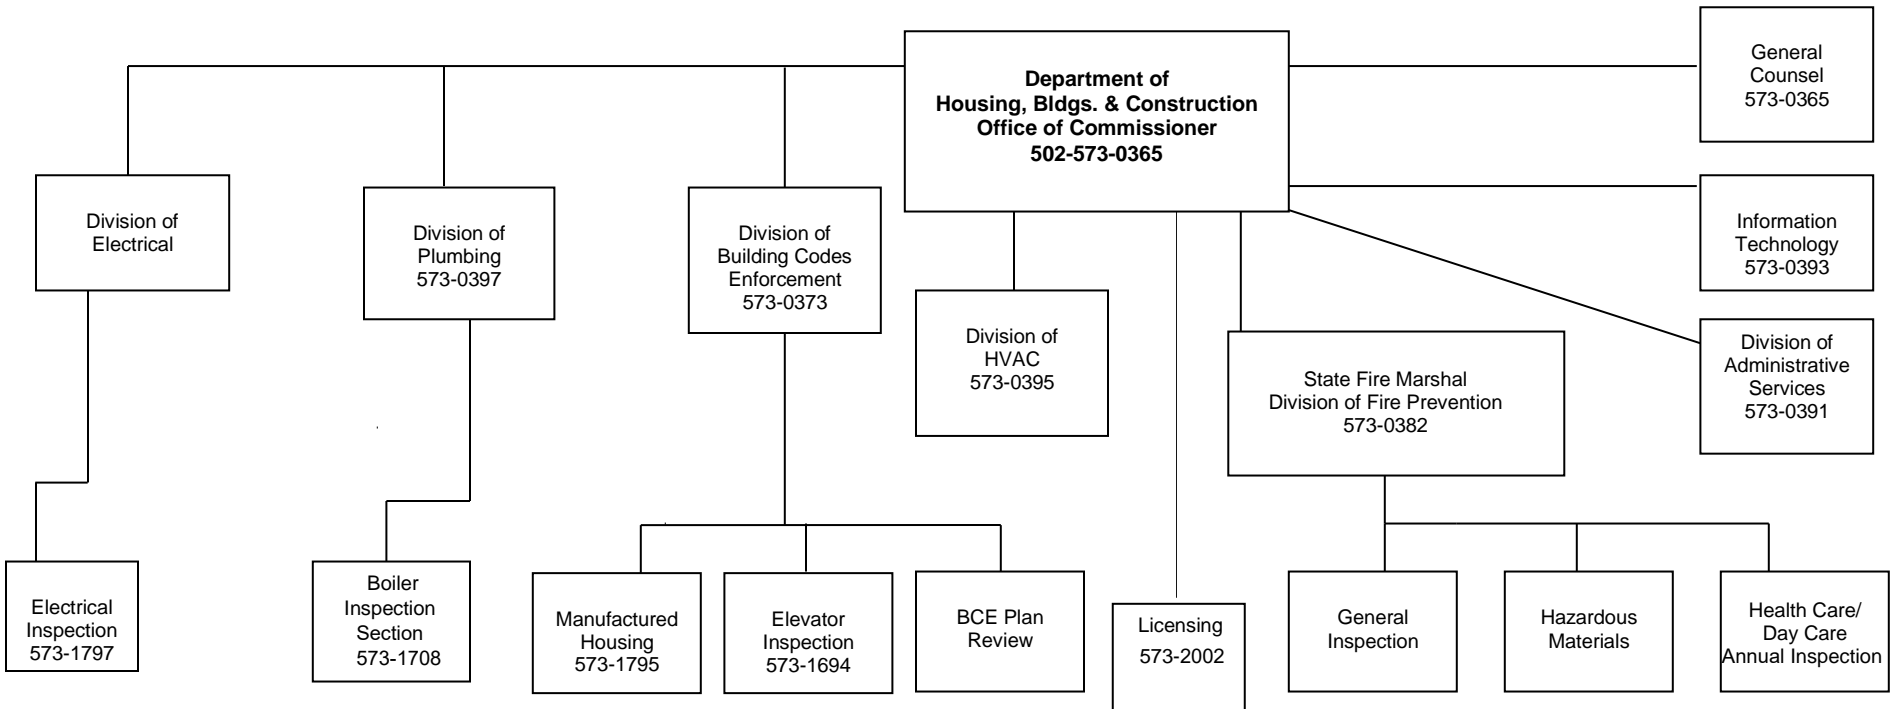 Department of
Housing, Bldgs. & Construction
Office of Commissioner
502-573-0365
General
Counsel
573-0365
Information
Technology
573-0393
Division of
Administrative
Services
573-0391
Division of
Electrical
Division of
Plumbing
573-0397
Division of
Building Codes
Enforcement
573-0373
Division of
HVAC
573-0395
State Fire Marshal
Division of Fire Prevention
573-0382
Electrical
Inspection
573-1797
Boiler
Inspection
Section
573-1708
Manufactured
Housing
573-1795
Elevator
Inspection
573-1694
BCE Plan
Review
Licensing
573-2002
General
Inspection
Hazardous
Materials
Health Care/
Day Care
Annual Inspection